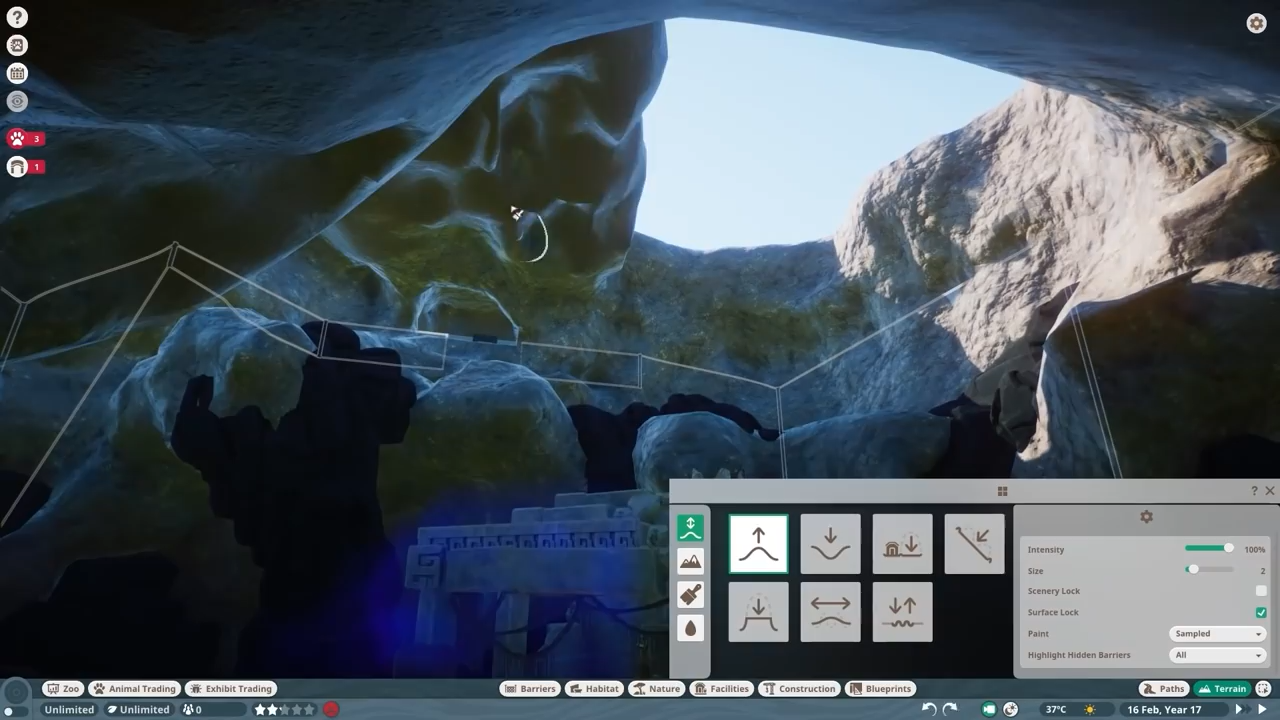 ?
3
1
? ×
Intensity 100%
Size 2
Scenery Lock
Surface Lock
Paint Sampled
Highlight Hidden Barriers All
Zoo Animal Trading Exhibit Trading Barriers Habitat Nature Facilities Construction Blueprints Paths Terrain
Unlimited Unlimited 0 37°C 16 Feb, Year 17